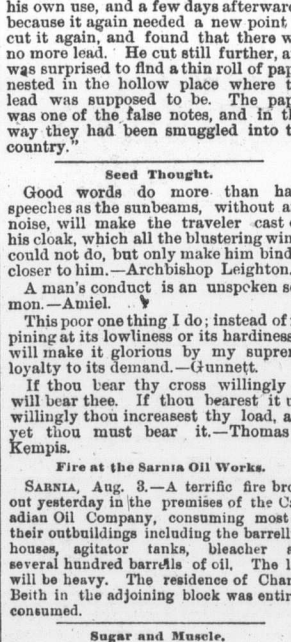 his own use, and a few days afterward
because it again needed a new point
cut it again, and found that there w
no more lead. He cut still further, a
was surprised to find a thin roll of pap
nested in the hollow place where t
lead was supposed to be. The pap
was one of the false notes, and in t
way they had been smuggled into t
country."
Seed Thought.
Good words do more than ha
speeches as the sunbeams, without a
noise, will make the traveler cast
his cloak, which all the blustering win
could not do, but only make him bind
closer to him.—Archbishop Leighton.
A man's conduct is an unspoken s
mon.—Amiel.
This poor one thing I do; instead of
pining at its lowliness or its hardiness
will make it glorious by my suprem
loyalty to its demand.—Gunnett.
If thou bear thy cross willingly
will bear thee. If thou bearest it u
willingly thou increasest thy load, a
yet thou must bear it.—Thomas
Kempis.
Fire at the Sarnia Oil Works.
SARNIA, Aug. 3.—A terrific fire bro
out yesterday in the premises of the Ca
adian Oil Company, consuming most
their outbuildings including the barrell
houses, agitator tanks, bleacher a
several hundred barrels of oil. The l
will be heavy. The residence of Char
Beith in the adjoining block was entir
consumed.
Sugar and Muscle.